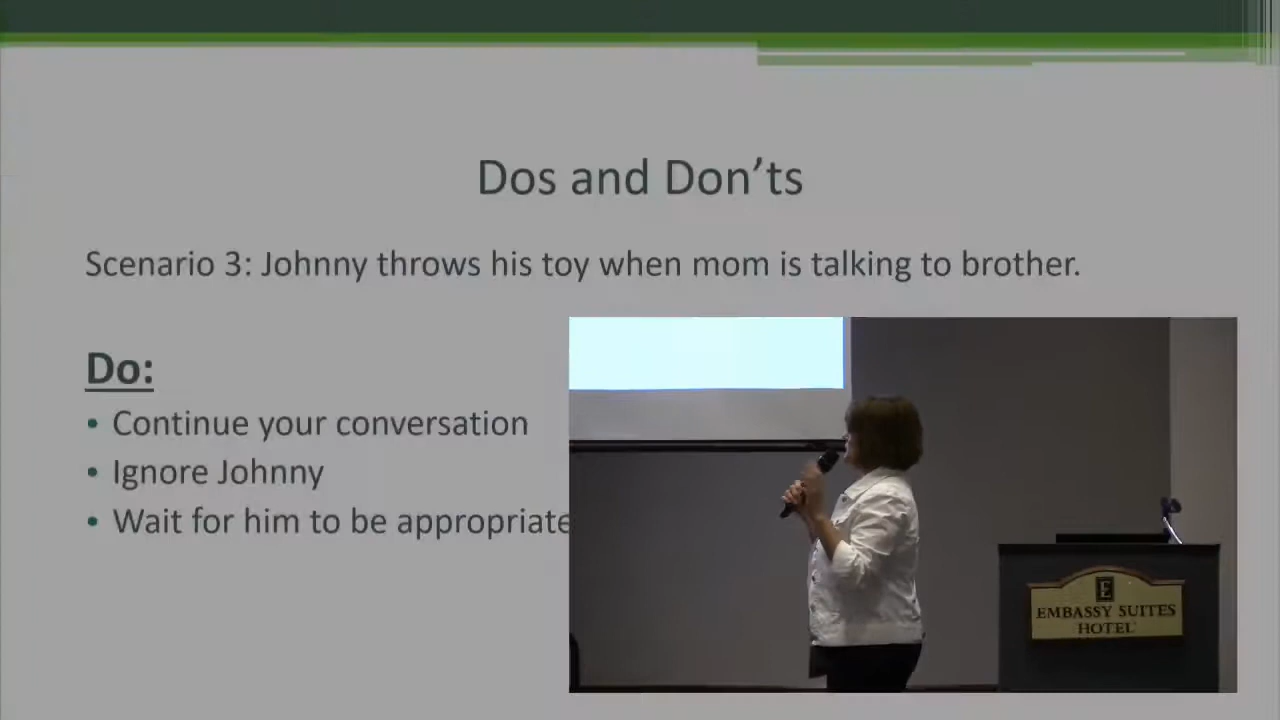 Dos and Don’ts
Scenario 3: Johnny throws his toy when mom is talking to brother.
Do:
• Continue your conversation
• Ignore Johnny
• Wait for him to be appropriate
E
EMBASSY SUITES
HOTEL